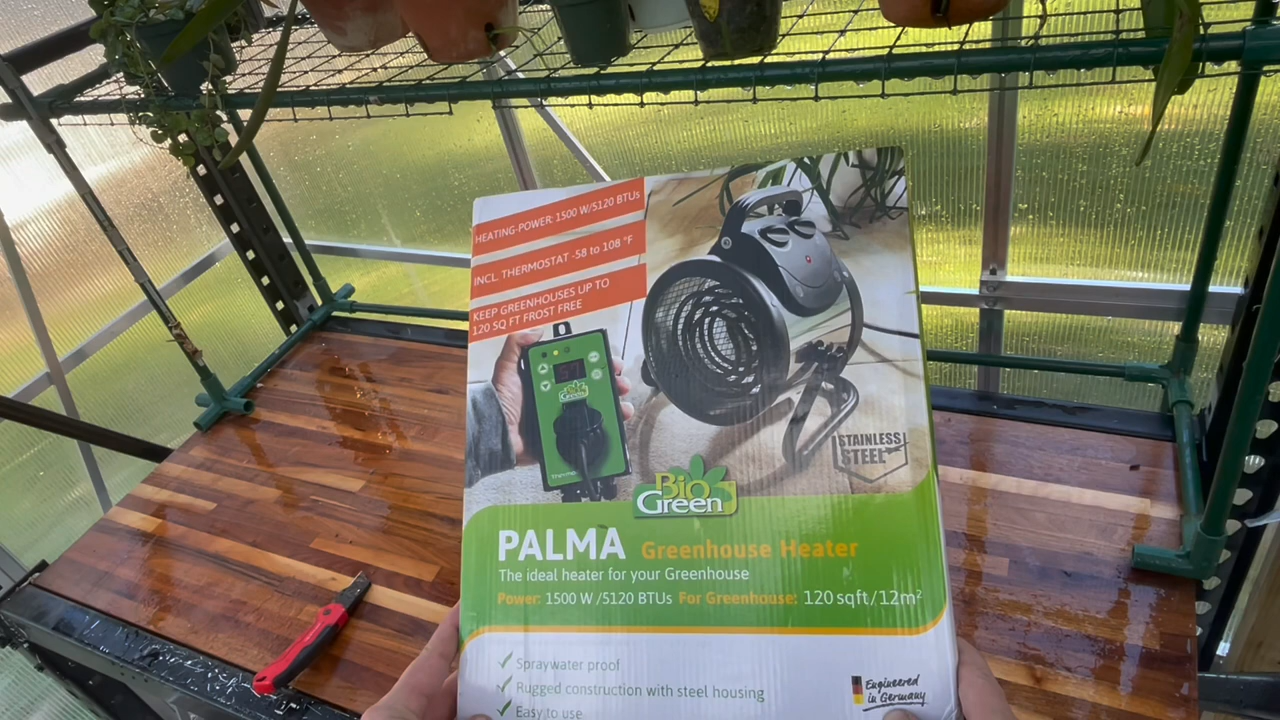 HEATING-POWER: 1500 W/5120 BTUs
INCL. THERMOSTAT -58 to 108 °F
KEEP GREENHOUSES UP TO
120 SQ FT FROST FREE
Bio
Green
STAINLESS
STEEL
Bio
Green
PALMA Greenhouse Heater
The ideal heater for your Greenhouse
Power: 1500 W /5120 BTUs For Greenhouse: 120 sqft/12m²
✓ Spraywater proof
✓ Rugged construction with steel housing
✓ Easy to use
Engineered
in Germany